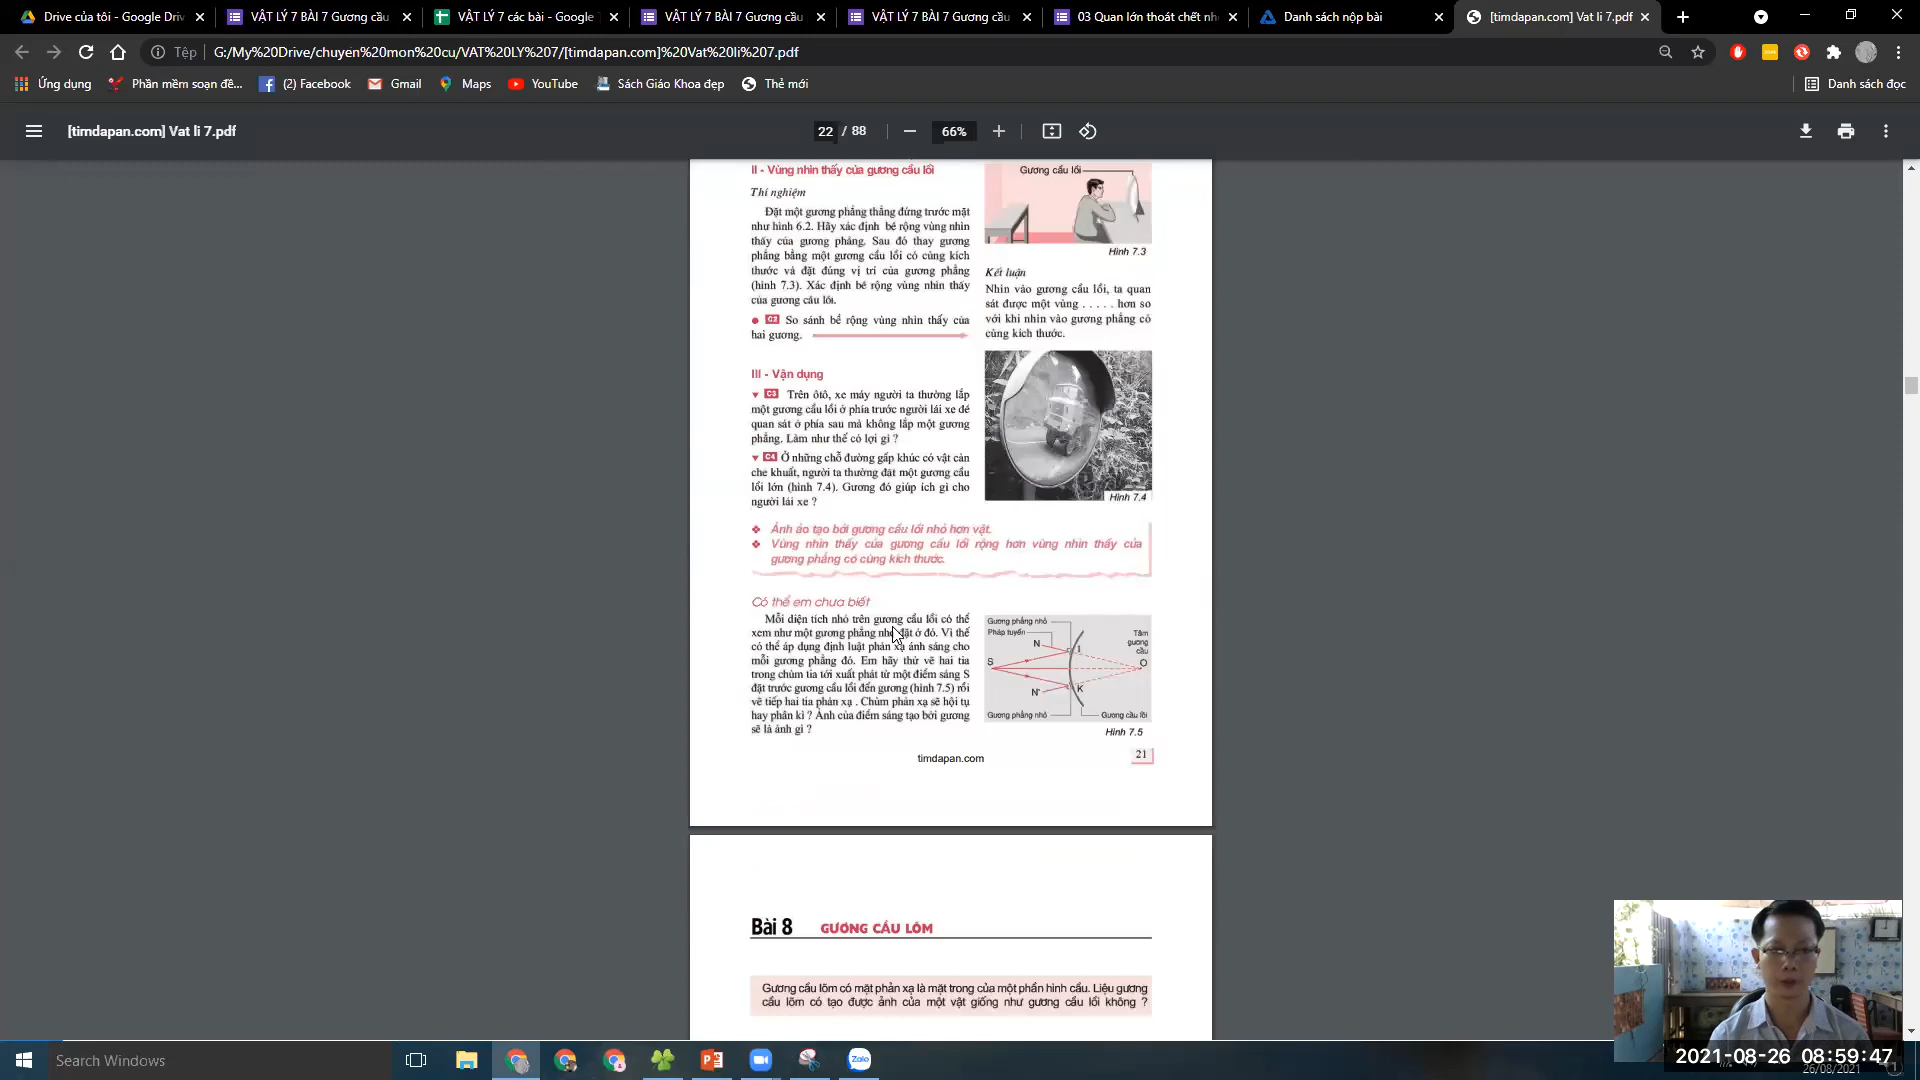 Drive của tôi - Google Driv
VẬT LÝ 7 BÀI 7 Gương cầu
VẬT LÝ 7 các bài - Google T
VẬT LÝ 7 BÀI 7 Gương cầu
VẬT LÝ 7 BÀI 7 Gương cầu
03 Quan lớn thoát chết nh
Danh sách nộp bài
[timdapan.com] Vat li 7.pdf
Tệp
G:/My%20Drive/chuyen%20mon%20cu/VAT%20LY%207/[timdapan.com]%20Vat%20li%207.pdf
Ứng dụng
Phần mềm soạn đề...
(2) Facebook
Gmail
Maps
YouTube
Sách Giáo Khoa đẹp
Thẻ mới
Danh sách đọc
[timdapan.com] Vat li 7.pdf
22 / 88
66%
II - Vùng nhìn thấy của gương cầu lồi
Thí nghiệm
Đặt một gương phẳng thẳng đứng trước mặt
như hình 6.2. Hãy xác định bề rộng vùng nhìn
thấy của gương phẳng. Sau đó thay gương
phẳng bằng một gương cầu lồi có cùng kích
thước và đặt đúng vị trí của gương phẳng
(hình 7.3). Xác định bề rộng vùng nhìn thấy
của gương cầu lồi.
C2 So sánh bề rộng vùng nhìn thấy của
hai gương.
Gương cầu lồi
Hình 7.3
Kết luận
Nhìn vào gương cầu lồi, ta quan
sát được một vùng . . . . . hơn so
với khi nhìn vào gương phẳng có
cùng kích thước.
III - Vận dụng
C3 Trên ôtô, xe máy người ta thường lắp
một gương cầu lồi ở phía trước người lái xe để
quan sát ở phía sau mà không lắp một gương
phẳng. Làm như thế có lợi gì ?
C4 Ở những chỗ đường gấp khúc có vật cản
che khuất, người ta thường đặt một gương cầu
lồi lớn (hình 7.4). Gương đó giúp ích gì cho
người lái xe ?
Hình 7.4
❖ Ảnh ảo tạo bởi gương cầu lồi nhỏ hơn vật.
❖ Vùng nhìn thấy của gương cầu lồi rộng hơn vùng nhìn thấy của
gương phẳng có cùng kích thước.
Có thể em chưa biết
Mỗi diện tích nhỏ trên gương cầu lồi có thể
xem như một gương phẳng nhỏ đặt ở đó. Vì thế
có thể áp dụng định luật phản xạ ánh sáng cho
mỗi gương phẳng đó. Em hãy thử vẽ hai tia
trong chùm tia tới xuất phát từ một điểm sáng S
đặt trước gương cầu lồi đến gương (hình 7.5) rồi
vẽ tiếp hai tia phản xạ . Chùm phản xạ sẽ hội tụ
hay phân kì ? Ảnh của điểm sáng tạo bởi gương
sẽ là ảnh gì ?
Gương phẳng nhỏ
Pháp tuyến
N
I
Tâm
gương
cầu
S
O
N'
K
Gương phẳng nhỏ
Gương cầu lồi
Hình 7.5
timdapan.com
21
Bài 8
GƯƠNG CẦU LÕM
Gương cầu lõm có mặt phản xạ là mặt trong của một phần hình cầu. Liệu gương
cầu lõm có tạo được ảnh của một vật giống như gương cầu lồi không ?
Search Windows
Zalo
2021-08-26 08:59:47
26/08/2021